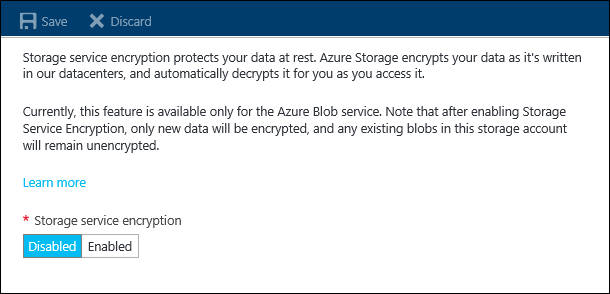 Save Discard
Storage service encryption protects your data at rest. Azure Storage encrypts your data as it's written
in our datacenters, and automatically decrypts it for you as you access it.
Currently, this feature is available only for the Azure Blob service. Note that after enabling Storage
Service Encryption, only new data will be encrypted, and any existing blobs in this storage account
will remain unencrypted.
Learn more
* Storage service encryption
Disabled Enabled